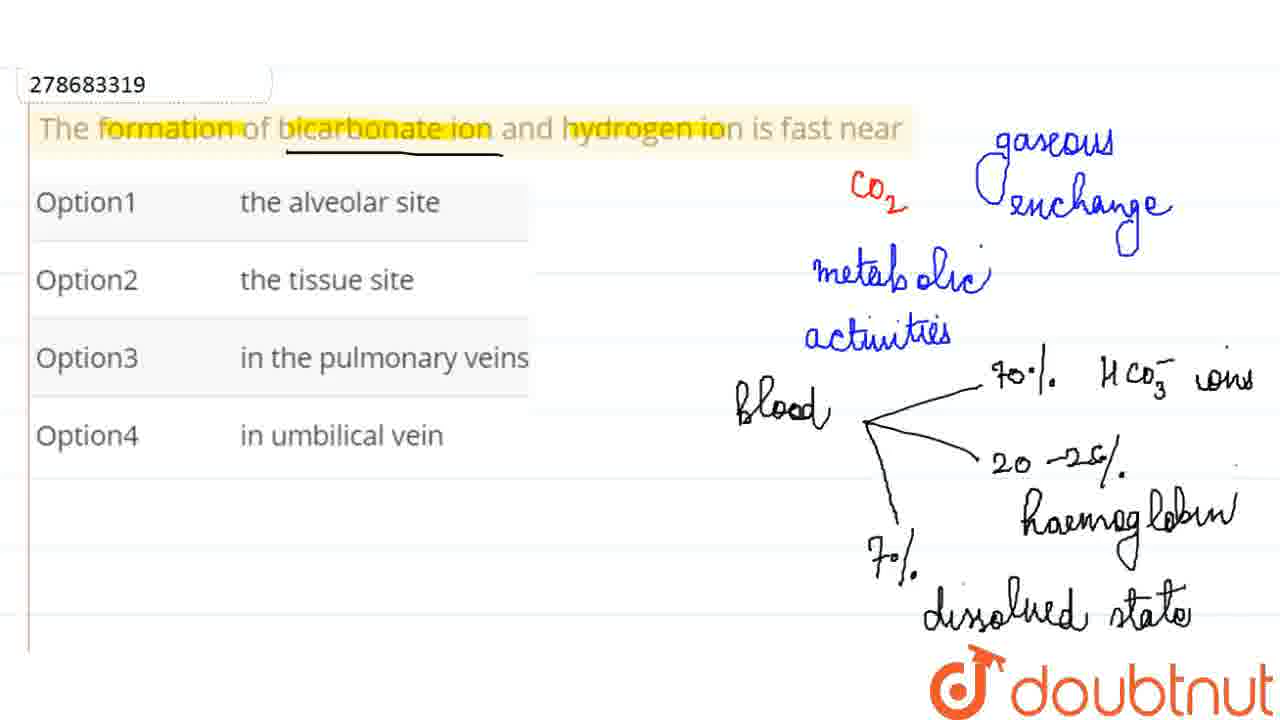 278683319
The formation of bicarbonate ion and hydrogen ion is fast near
Option1 the alveolar site
Option2 the tissue site
Option3 in the pulmonary veins
Option4 in umbilical vein
gaseous
exchange
CO2
metabolic
activities
Blood
70% HCO3- ions
20-25%
haemoglobin
7%
dissolved state
doubtnut